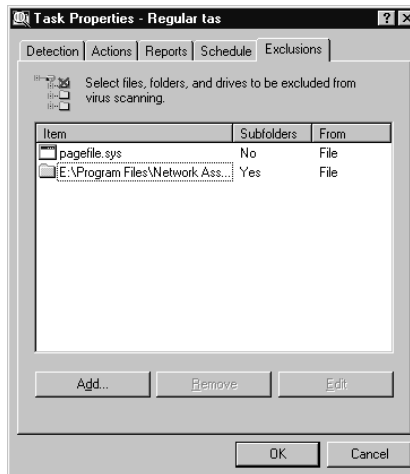 Task Properties - Regular tas
Detection Actions Reports Schedule Exclusions
Select files, folders, and drives to be excluded from
virus scanning.
Item Subfolders From
pagefile.sys No File
E:\Program Files\Network Ass... Yes File
Add... Remove Edit
OK Cancel